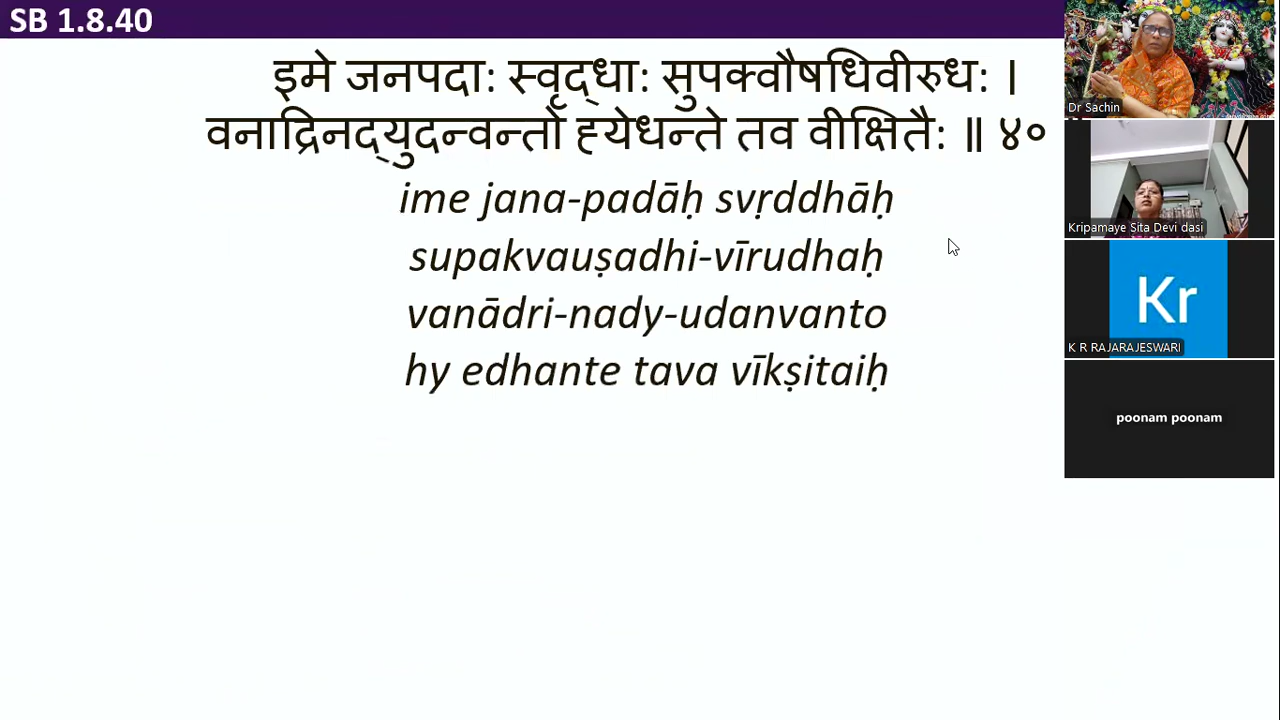 SB 1.8.40
इमे जनपदाः स्वृद्धाः सुपक्वौषधिवीरुधः ।
वनाद्रिनद्युदन्वन्तो ह्येधन्ते तव वीक्षितैः ॥ ४०
ime jana-padāḥ svṛddhāḥ
supakvauṣadhi-vīrudhaḥ
vanādri-nady-udanvanto
hy edhante tava vīkṣitaiḥ
Dr Sachin
Kripamaye Sita Devi dasi
Kr
K R RAJARAJESWARI
poonam poonam